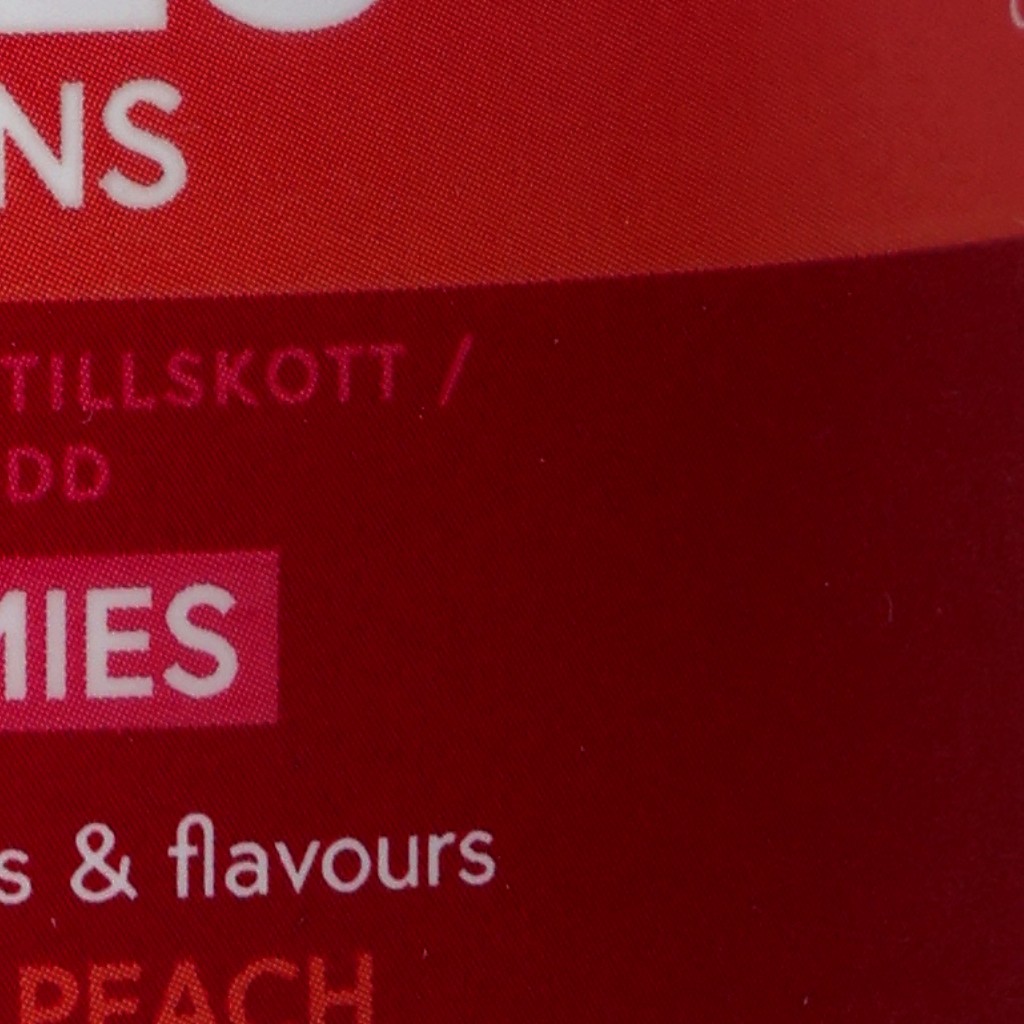 NS
TILLSKOTT /
DD
MIES
s & flavours
PEACH